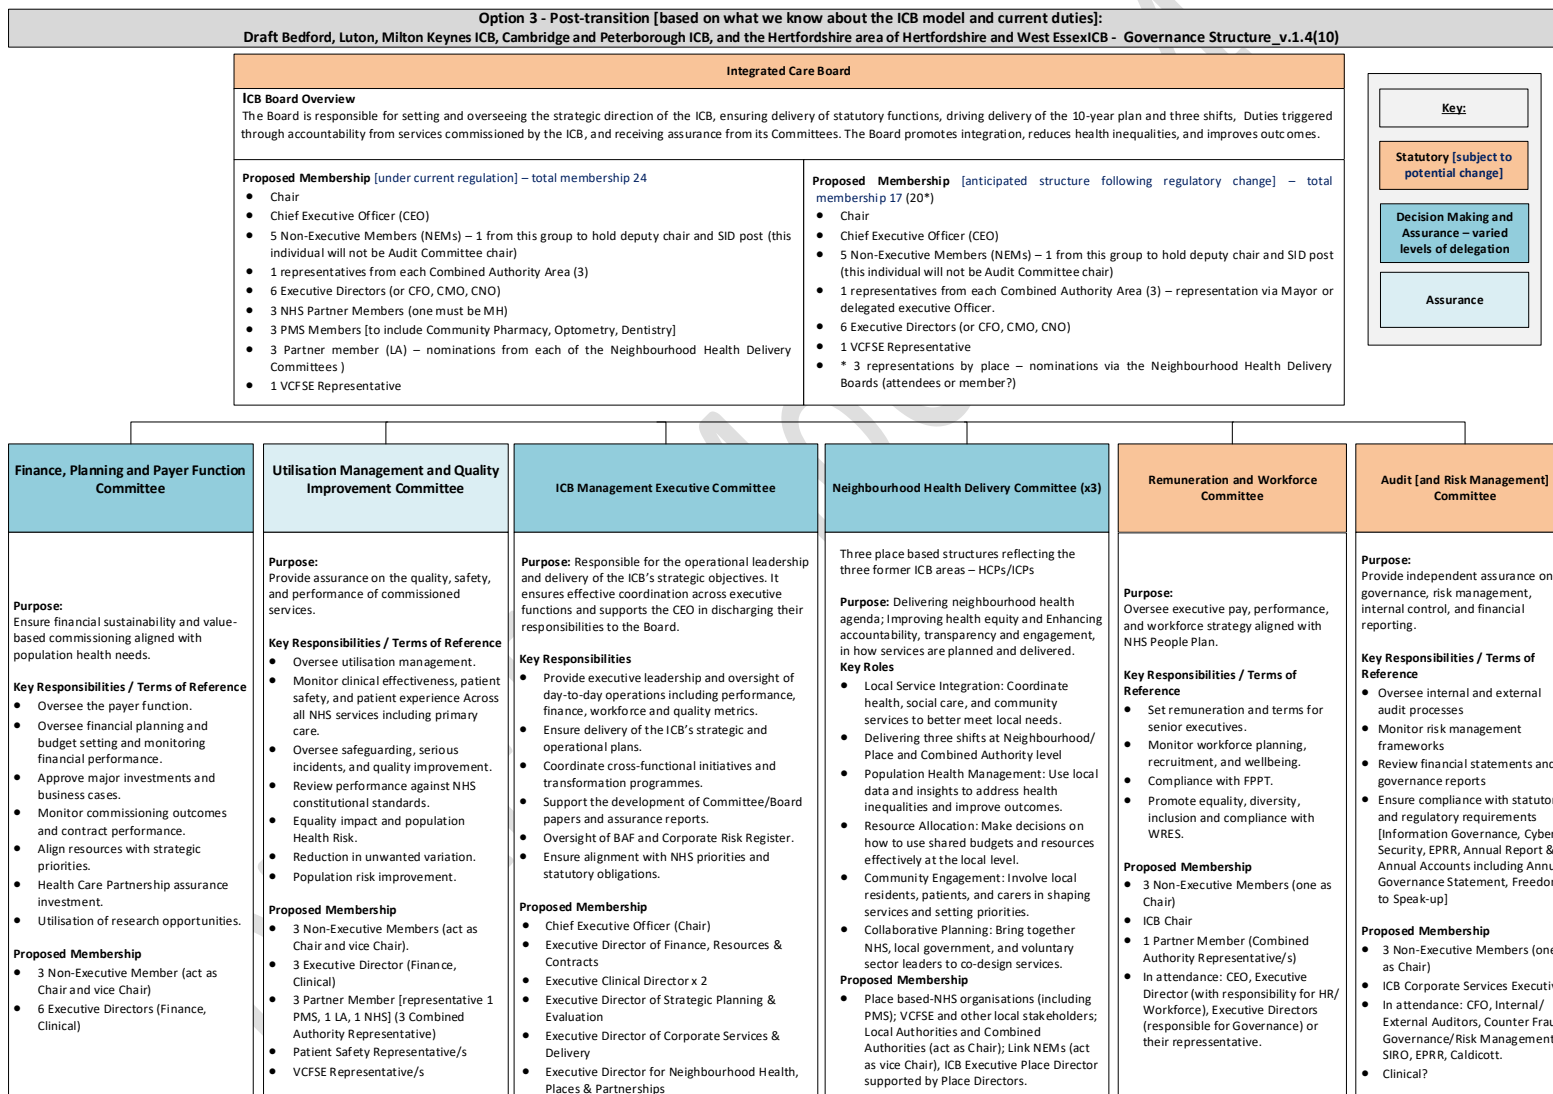 Option 3 - Post-transition [based on what we know about the ICB model and current duties]:
Draft Bedford, Luton, Milton Keynes ICB, Cambridge and Peterborough ICB, and the Hertfordshire area of Hertfordshire and West EssexICB - Governance Structure_v.1.4(10)
Integrated Care Board
ICB Board Overview
The Board is responsible for setting and overseeing the strategic direction of the ICB, ensuring delivery of statutory functions, driving delivery of the 10-year plan and three shifts, Duties triggered
through accountability from services commissioned by the ICB, and receiving assurance from its Committees. The Board promotes integration, reduces health inequalities, and improves outcomes.
Proposed Membership [under current regulation] – total membership 24
● Chair
● Chief Executive Officer (CEO)
● 5 Non-Executive Members (NEMs) – 1 from this group to hold deputy chair and SID post (this
individual will not be Audit Committee chair)
● 1 representatives from each Combined Authority Area (3)
● 6 Executive Directors (or CFO, CMO, CNO)
● 3 NHS Partner Members (one must be MH)
● 3 PMS Members [to include Community Pharmacy, Optometry, Dentistry]
● 3 Partner member (LA) – nominations from each of the Neighbourhood Health Delivery
Committees )
● 1 VCFSE Representative
Proposed Membership [anticipated structure following regulatory change] – total
membership 17 (20*)
● Chair
● Chief Executive Officer (CEO)
● 5 Non-Executive Members (NEMs) – 1 from this group to hold deputy chair and SID post
(this individual will not be Audit Committee chair)
● 1 representatives from each Combined Authority Area (3) – representation via Mayor or
delegated executive Officer.
● 6 Executive Directors (or CFO, CMO, CNO)
● 1 VCFSE Representative
● * 3 representations by place – nominations via the Neighbourhood Health Delivery
Boards (attendees or member?)
Key:
Statutory [subject to
potential change]
Decision Making and
Assurance – varied
levels of delegation
Assurance
Finance, Planning and Payer Function
Committee
Purpose:
Ensure financial sustainability and value-
based commissioning aligned with
population health needs.
Key Responsibilities / Terms of Reference
● Oversee the payer function.
● Oversee financial planning and
budget setting and monitoring
financial performance.
● Approve major investments and
business cases.
● Monitor commissioning outcomes
and contract performance.
● Align resources with strategic
priorities.
● Health Care Partnership assurance
investment.
● Utilisation of research opportunities.
Proposed Membership
● 3 Non-Executive Member (act as
Chair and vice Chair)
● 6 Executive Directors (Finance,
Clinical)
Utilisation Management and Quality
Improvement Committee
Purpose:
Provide assurance on the quality, safety,
and performance of commissioned
services.
Key Responsibilities / Terms of Reference
● Oversee utilisation management.
● Monitor clinical effectiveness, patient
safety, and patient experience Across
all NHS services including primary
care.
● Oversee safeguarding, serious
incidents, and quality improvement.
● Review performance against NHS
constitutional standards.
● Equality impact and population
Health Risk.
● Reduction in unwanted variation.
● Population risk improvement.
Proposed Membership
● 3 Non-Executive Members (act as
Chair and vice Chair).
● 3 Executive Director (Finance,
Clinical)
● 3 Partner Member [representative 1
PMS, 1 LA, 1 NHS] (3 Combined
Authority Representative)
● Patient Safety Representative/s
● VCFSE Representative/s
ICB Management Executive Committee
Purpose: Responsible for the operational leadership
and delivery of the ICB's strategic objectives. It
ensures effective coordination across executive
functions and supports the CEO in discharging their
responsibilities to the Board.
Key Responsibilities
● Provide executive leadership and oversight of
day-to-day operations including performance,
finance, workforce and quality metrics.
● Ensure delivery of the ICB's strategic and
operational plans.
● Coordinate cross-functional initiatives and
transformation programmes.
● Support the development of Committee/Board
papers and assurance reports.
● Oversight of BAF and Corporate Risk Register.
● Ensure alignment with NHS priorities and
statutory obligations.
Proposed Membership
● Chief Executive Officer (Chair)
● Executive Director of Finance, Resources &
Contracts
● Executive Clinical Director x 2
● Executive Director of Strategic Planning &
Evaluation
● Executive Director of Corporate Services &
Delivery
● Executive Director for Neighbourhood Health,
Places & Partnerships
Neighbourhood Health Delivery Committee (x3)
Three place based structures reflecting the
three former ICB areas – HCPs/ICPs
Purpose: Delivering neighbourhood health
agenda; Improving health equity and Enhancing
accountability, transparency and engagement,
in how services are planned and delivered.
Key Roles
● Local Service Integration: Coordinate
health, social care, and community
services to better meet local needs.
● Delivering three shifts at Neighbourhood/
Place and Combined Authority level
● Population Health Management: Use local
data and insights to address health
inequalities and improve outcomes.
● Resource Allocation: Make decisions on
how to use shared budgets and resources
effectively at the local level.
● Community Engagement: Involve local
residents, patients, and carers in shaping
services and setting priorities.
● Collaborative Planning: Bring together
NHS, local government, and voluntary
sector leaders to co-design services.
Proposed Membership
● Place based-NHS organisations (including
PMS); VCFSE and other local stakeholders;
Local Authorities and Combined
Authorities (act as Chair); Link NEMs (act
as vice Chair), ICB Executive Place Director
supported by Place Directors.
Remuneration and Workforce
Committee
Purpose:
Oversee executive pay, performance,
and workforce strategy aligned with
NHS People Plan.
Key Responsibilities / Terms of
Reference
● Set remuneration and terms for
senior executives.
● Monitor workforce planning,
recruitment, and wellbeing.
● Compliance with FPPT.
● Promote equality, diversity,
inclusion and compliance with
WRES.
Proposed Membership
● 3 Non-Executive Members (one as
Chair)
● ICB Chair
● 1 Partner Member (Combined
Authority Representative/s)
● In attendance: CEO, Executive
Director (with responsibility for HR/
Workforce), Executive Directors
(responsible for Governance) or
their repressentative.
Audit [and Risk Management]
Committee
Purpose:
Provide independent assurance on
governance, risk management,
internal control, and financial
reporting.
Key Responsibilities / Terms of
Reference
● Oversee internal and external
audit processes
● Monitor risk management
frameworks
● Review financial statements and
governance reports
● Ensure compliance with
and regulatory requirements
[Information Governance, Cyber
Security, EPRR, Annual Report &
Annual Accounts including
Governance Statement,
to Speak-up]
Proposed Membership
● 3 Non-Executive Members (one
as Chair)
● ICB Corporate Services
● In attendance: CFO, Internal/
External Auditors, Counter
Governance/Risk Management
SIRO, EPRR, Caldicott.
● Clinical?